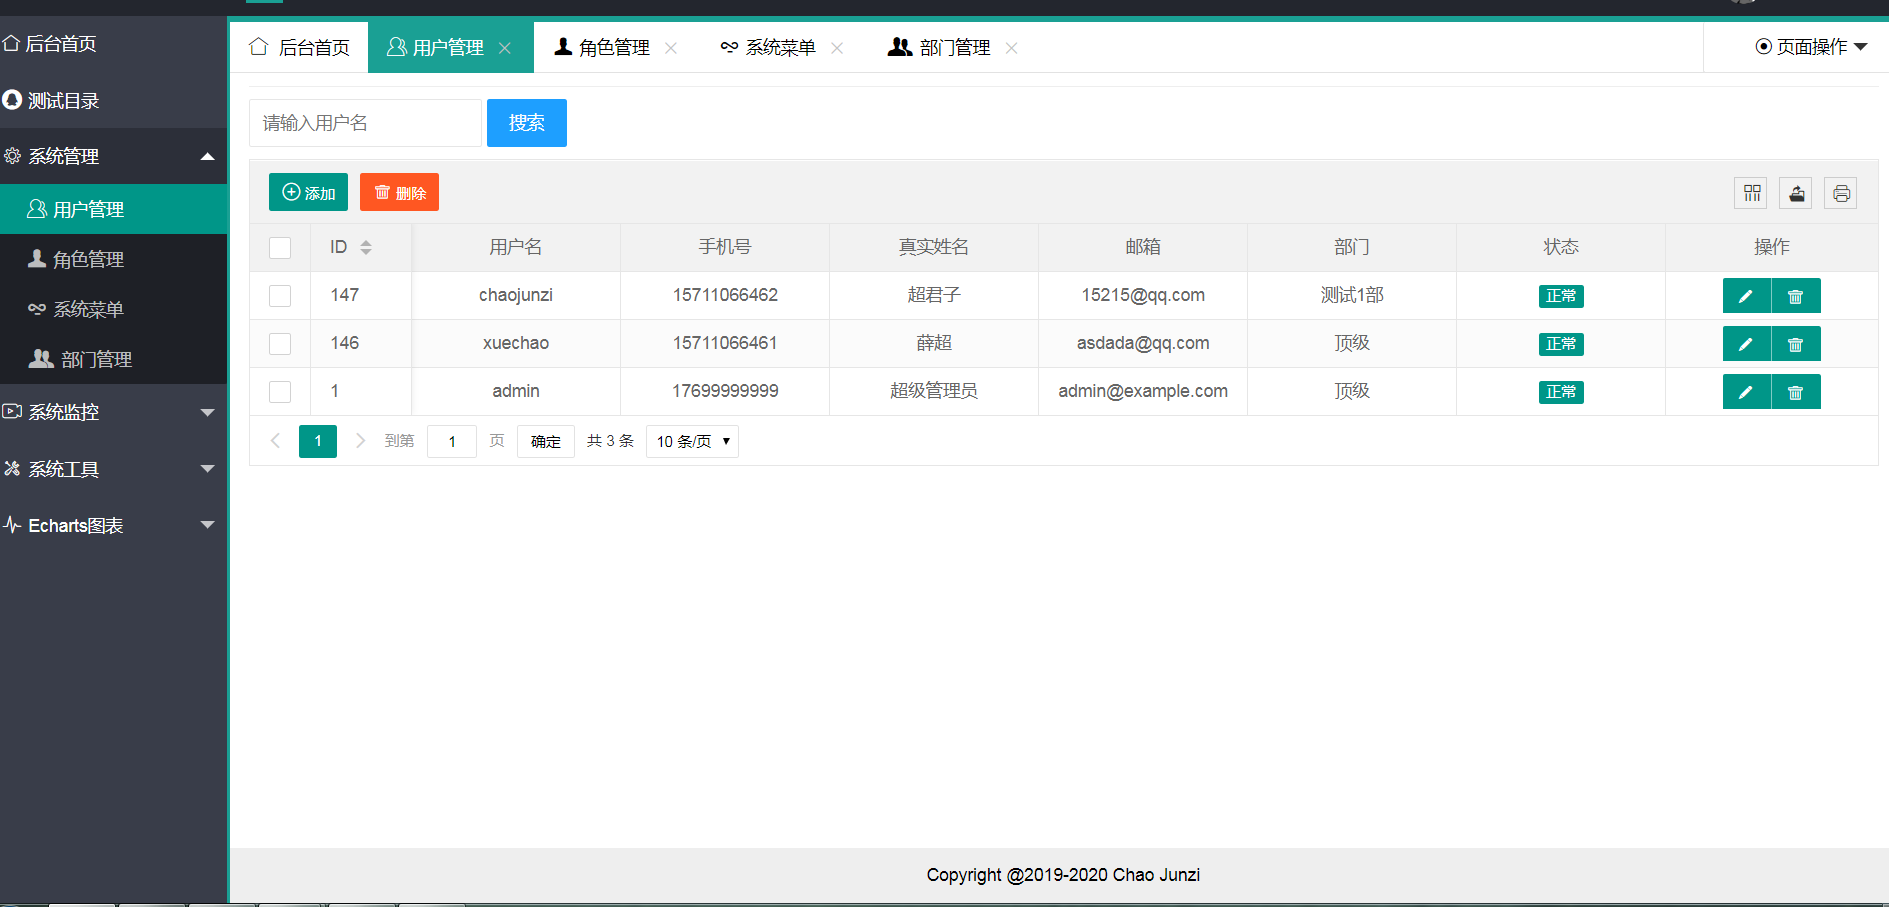 后台首页
测试目录
系统管理
用户管理
角色管理
系统菜单
部门管理
系统监控
系统工具
Echarts图表
后台首页 用户管理 角色管理 系统菜单 部门管理 页面操作
请输入用户名 搜索
添加 删除
ID 用户名 手机号 真实姓名 邮箱 部门 状态 操作
147 chaojunzi 15711066462 超君子 15215@qq.com 测试1部 正常
146 xuechao 15711066461 薛超 asdada@qq.com 顶级 正常
1 admin 17699999999 超级管理员 admin@example.com 顶级 正常
1 到第 1 页 确定 共 3 条 10 条/页
Copyright @2019-2020 Chao Junzi